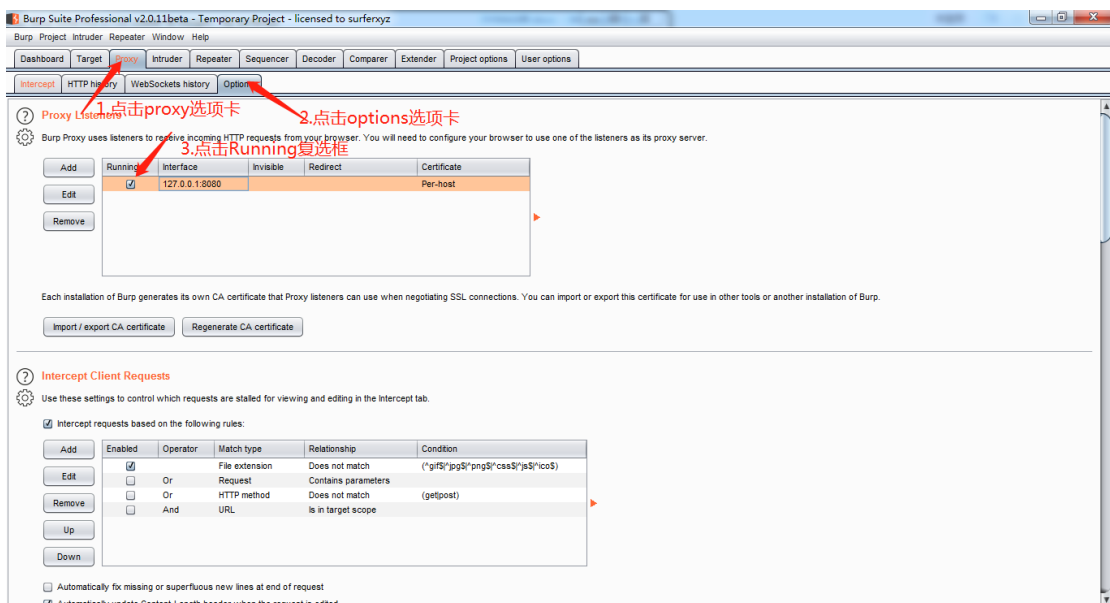 Burp Suite Professional v2.0.11beta - Temporary Project - licensed to surferxyz
Burp Project Intruder Repeater Window Help
Dashboard Target Proxy Intruder Repeater Sequencer Decoder Comparer Extender Project options User options
Intercept HTTP history WebSockets history Options
1.点击proxy选项卡
2.点击options选项卡
Proxy Listeners
Burp Proxy uses listeners to receive incoming HTTP requests from your browser. You will need to configure your browser to use one of the listeners as its proxy server.
3.点击Running复选框
Add Running Interface Invisible Redirect Certificate
127.0.0.1:8080 Per-host
Edit
Remove
Each installation of Burp generates its own CA certificate that Proxy listeners can use when negotiating SSL connections. You can import or export this certificate for use in other tools or another installation of Burp.
Import / export CA certificate Regenerate CA certificate
Intercept Client Requests
Use these settings to control which requests are stalled for viewing and editing in the Intercept tab.
Intercept requests based on the following rules:
Add Enabled Operator Match type Relationship Condition
File extension Does not match (^gif$|^jpg$|^png$|^css$|^js$|^ico$)
Edit Or Request Contains parameters
Or HTTP method Does not match (get|post)
Remove And URL Is in target scope
Up
Down
Automatically fix missing or superfluous new lines at end of request
Automatically update Content-Length header when the request is edited